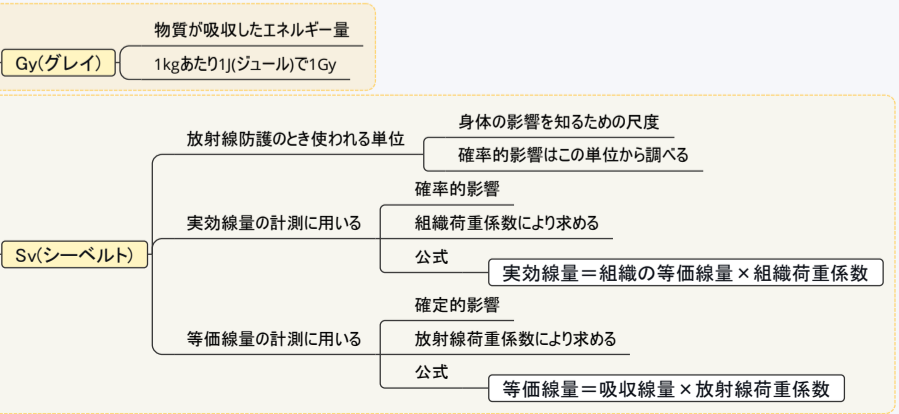 物質が吸収したエネルギー量
Gy(グレイ)
1kgあたり1J(ジュール)で1Gy
身体の影響を知るための尺度
放射線防護のとき使われる単位
確率的影響はこの単位から調べる
確率的影響
実効線量の計測に用いる
組織荷重係数により求める
公式
Sv(シーベルト)
実効線量＝組織の等価線量×組織荷重係数
確定的影響
等価線量の計測に用いる
放射線荷重係数により求める
公式
等価線量＝吸収線量×放射線荷重係数